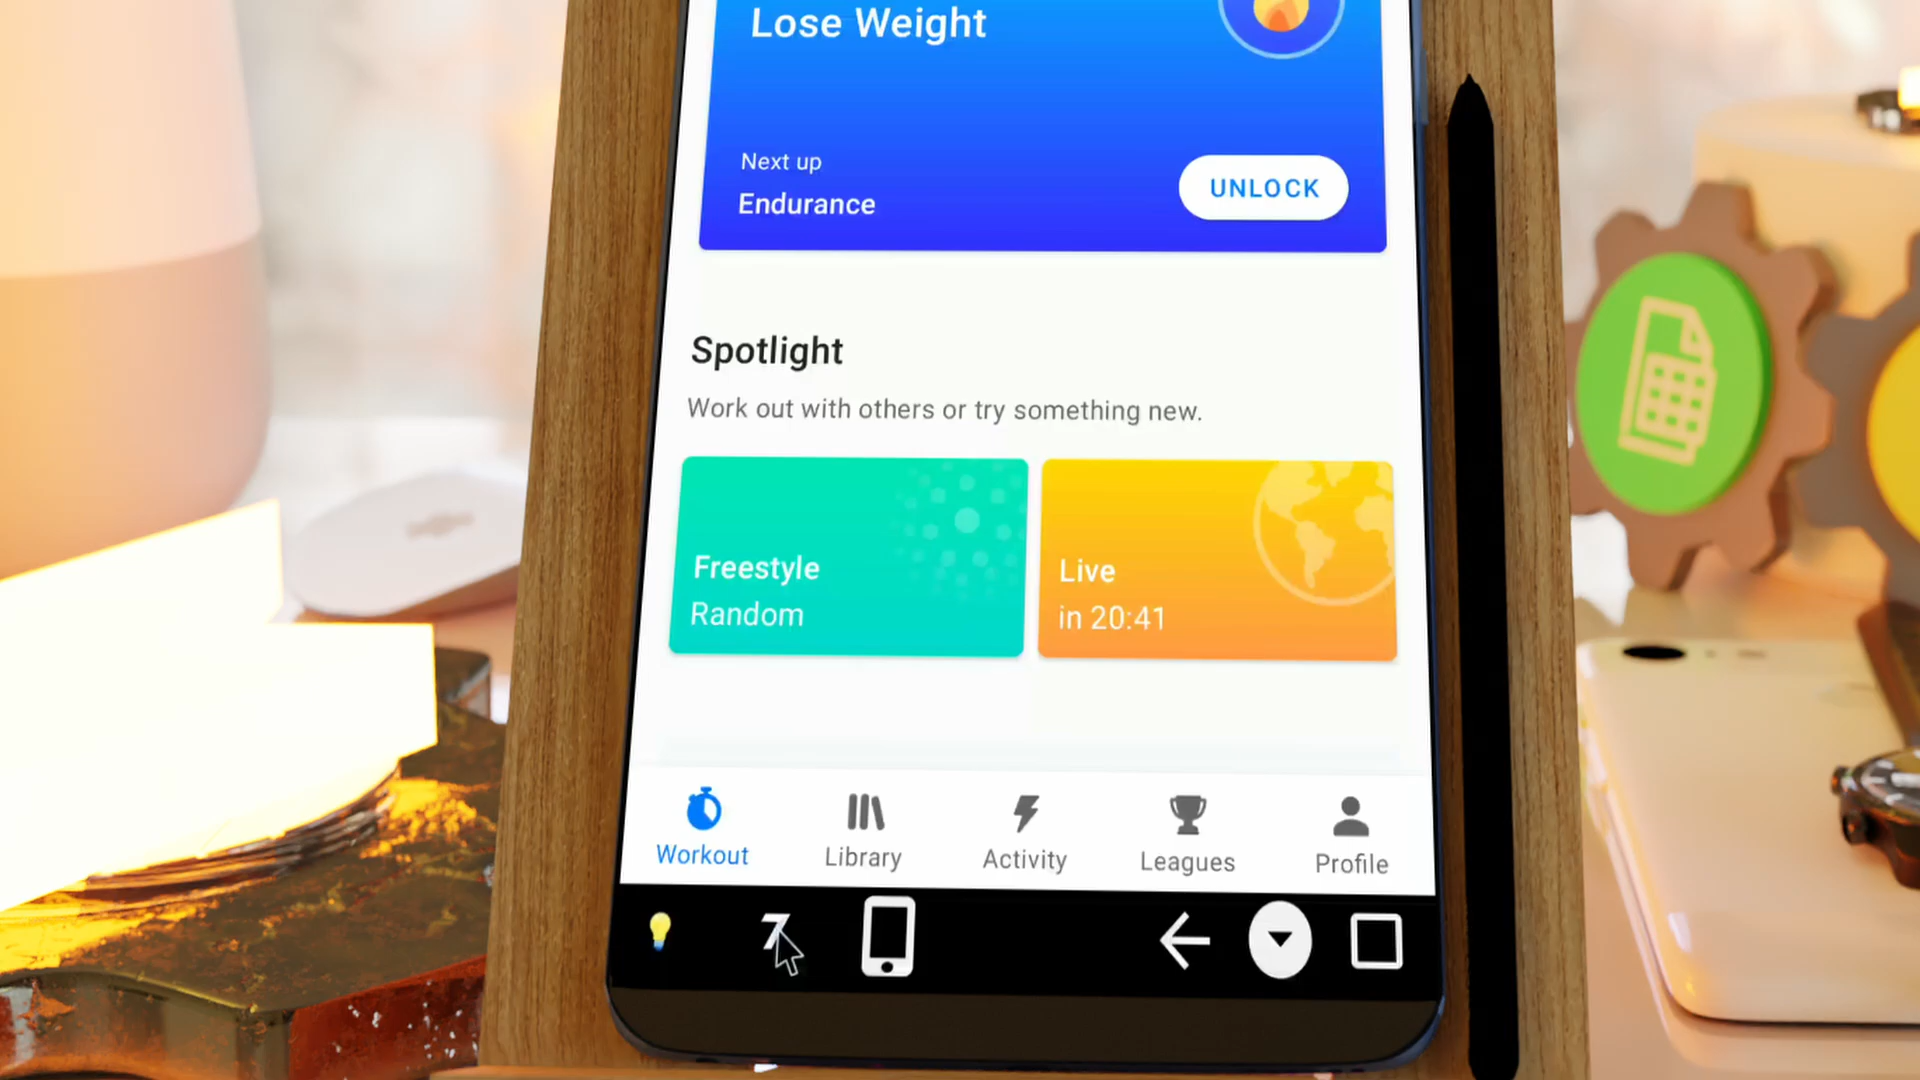 Lose Weight
Next up
Endurance
UNLOCK
Spotlight
Work out with others or try something new.
Freestyle
Random
Live
in 20:41
Workout
Library
Activity
Leagues
Profile
7